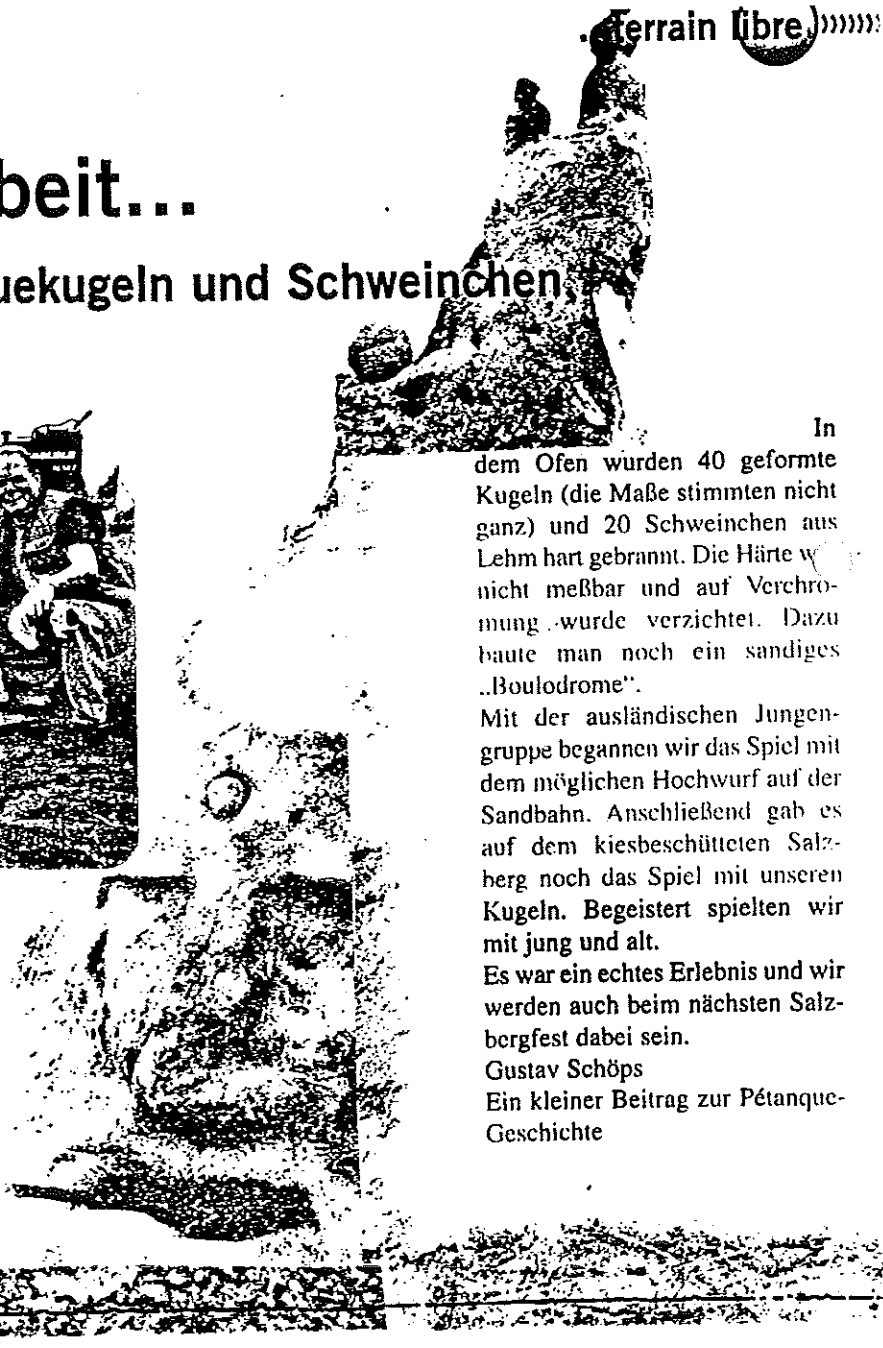 ..Terrain libre
beit...
uekugeln und Schweinchen,
In
dem Ofen wurden 40 geformte
Kugeln (die Maße stimmten nicht
ganz) und 20 Schweinchen aus
Lehm hart gebrannt. Die Härte w
nicht meßbar und auf Verchro-
mung wurde verzichtet. Dazu
baute man noch ein sandiges
„Boulodrome“.
Mit der ausländischen Jungen-
gruppe begannen wir das Spiel mit
dem möglichen Hochwurf auf der
Sandbahn. Anschließend gab es
auf dem kiesbeschütteten Salz-
berg noch das Spiel mit unseren
Kugeln. Begeistert spielten wir
mit jung und alt.
Es war ein echtes Erlebnis und wir
werden auch beim nächsten Salz-
bergfest dabei sein.
Gustav Schöps
Ein kleiner Beitrag zur Pétanque-
Geschichte